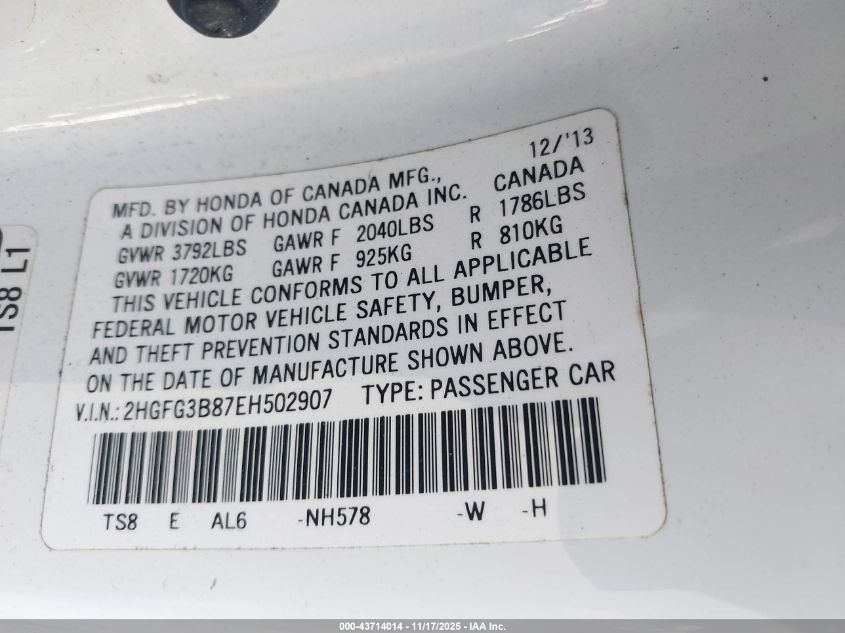 12/'13
MFD. BY HONDA OF CANADA MFG., CANADA
A DIVISION OF HONDA CANADA INC.
GVWR 3792LBS GAWR F 2040LBS R 1786LBS
GVWR 1720KG GAWR F 925KG R 810KG
THIS VEHICLE CONFORMS TO ALL APPLICABLE
FEDERAL MOTOR VEHICLE SAFETY, BUMPER,
AND THEFT PREVENTION STANDARDS IN EFFECT
ON THE DATE OF MANUFACTURE SHOWN ABOVE.
V.I.N.: 2HGFG3B87EH502907 TYPE: PASSENGER CAR
TS8 E AL6 -NH578 -W -H
TS8 L1
000-43714014 - 11/17/2025 - IAA Inc.